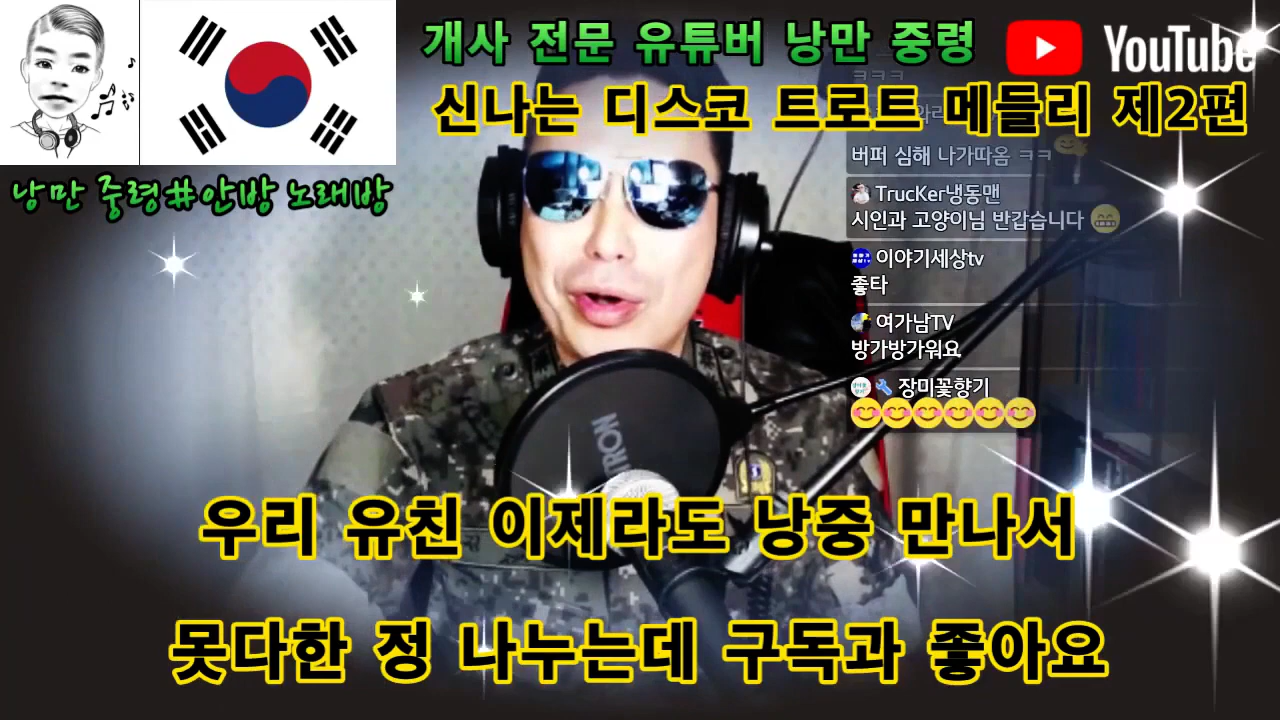 개사 전문 유튜버 낭만 중령
YouTube
신나는 디스코 트로트 메들리 제2편
낭만 중령#안방 노래방
ㅋㅋㅋ
버퍼 심해 나가따옴 ㅋㅋ
TrucKer냉동맨
시인과 고양이님 반갑습니다
이야기세상tv
좋타
여가남TV
방가방가워요
장미꽃향기
TRON
우리 유친 이제라도 낭중 만나서
못다한 정 나누는데 구독과 좋아요